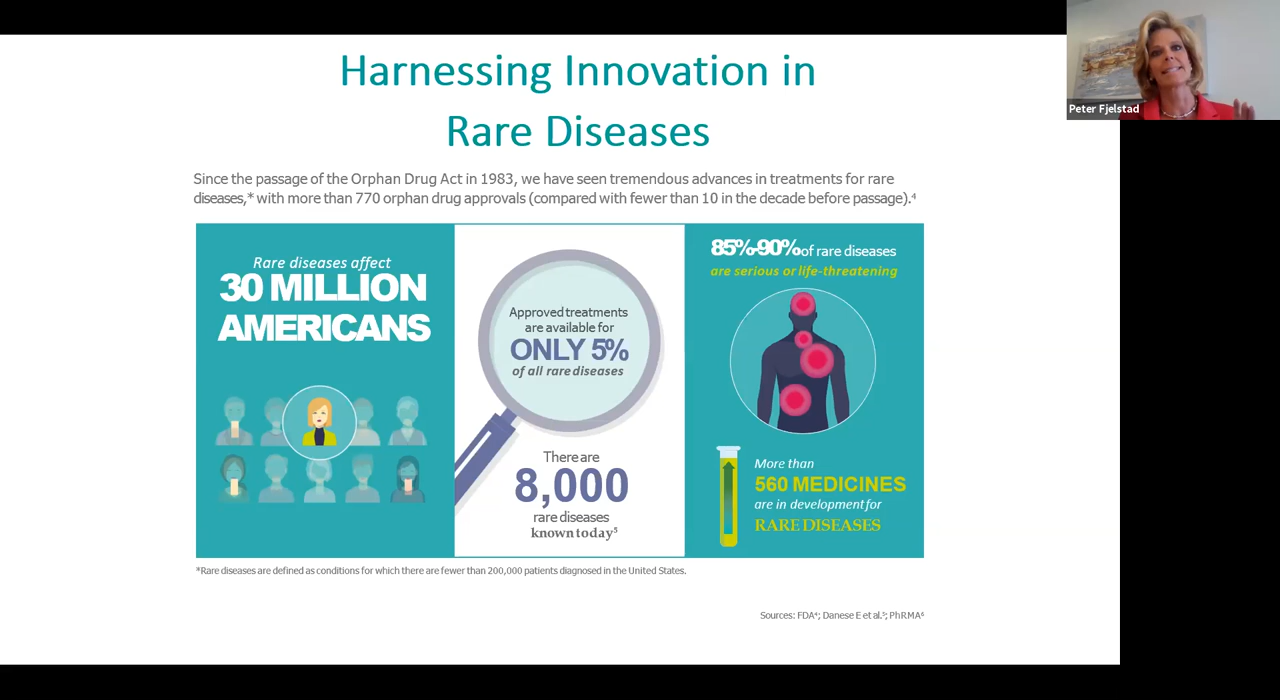 Harnessing Innovation in
Rare Diseases
Peter Fjelstad
Since the passage of the Orphan Drug Act in 1983, we have seen tremendous advances in treatments for rare
diseases,* with more than 770 orphan drug approvals (compared with fewer than 10 in the decade before passage).⁴
Rare diseases affect
30 MILLION
AMERICANS
Approved treatments
are available for
ONLY 5%
of all rare diseases
There are
8,000
rare diseases
known today⁵
85%-90% of rare diseases
are serious or life-threatening
More than
560 MEDICINES
are in development for
RARE DISEASES
*Rare diseases are defined as conditions for which there are fewer than 200,000 patients diagnosed in the United States.
Sources: FDA⁴; Danese E et al.⁵; PhRMA⁶